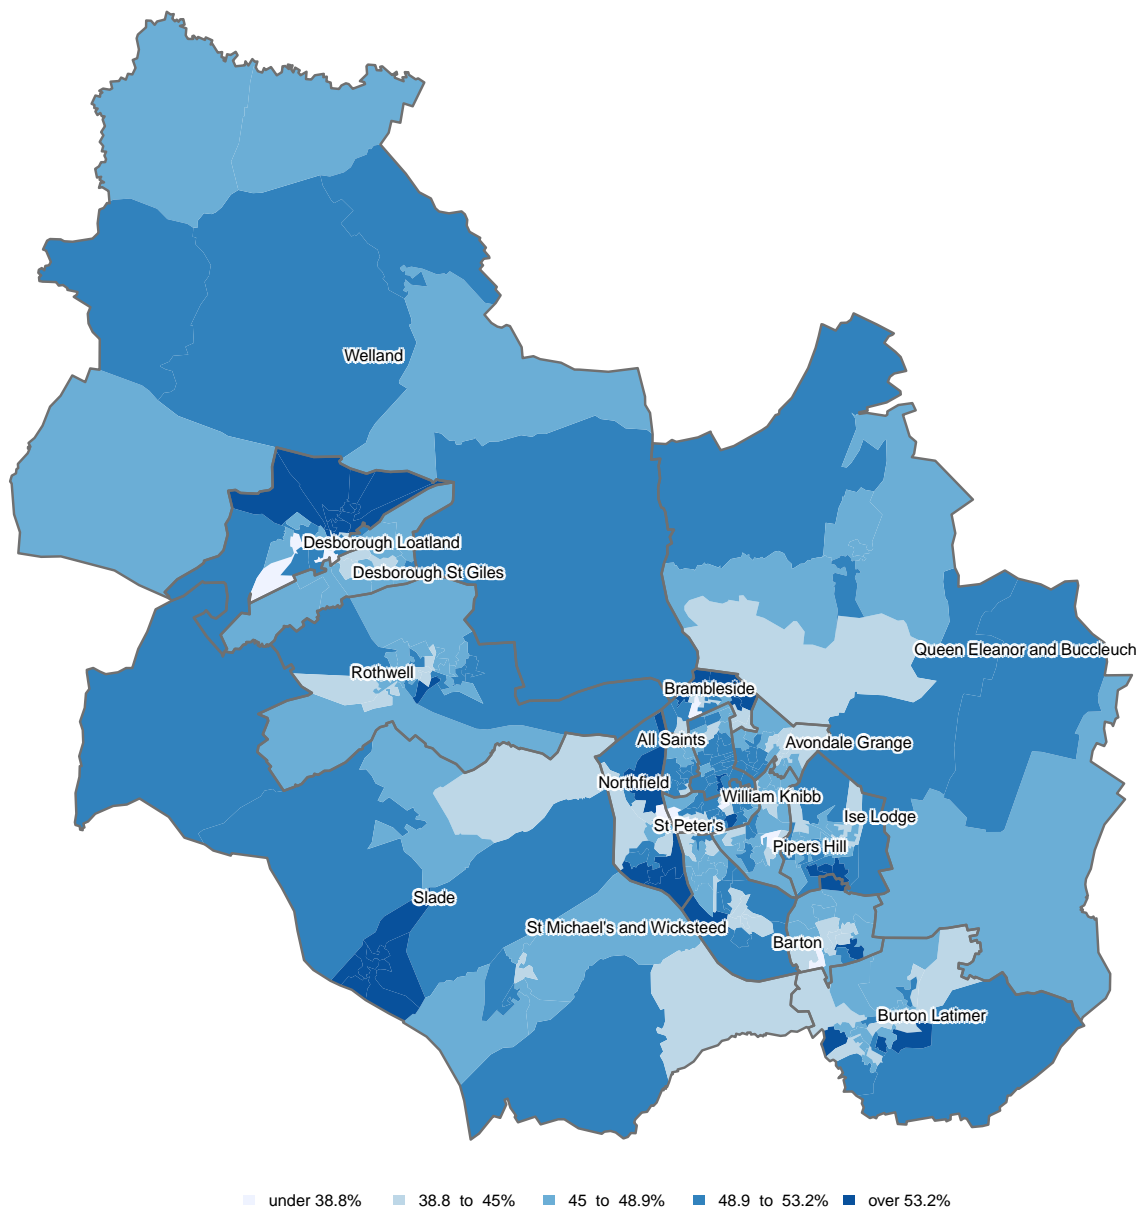 Welland
Desborough Loatland
Desborough St Giles
Queen Eleanor and Buccleuch
Rothwell
Brambleside
All Saints
Avondale Grange
Northfield
William Knibb
Ise Lodge
St Peter's
Pipers Hill
Slade
St Michael's and Wicksteed
Barton
Burton Latimer
under 38.8% 38.8 to 45% 45 to 48.9% 48.9 to 53.2% over 53.2%